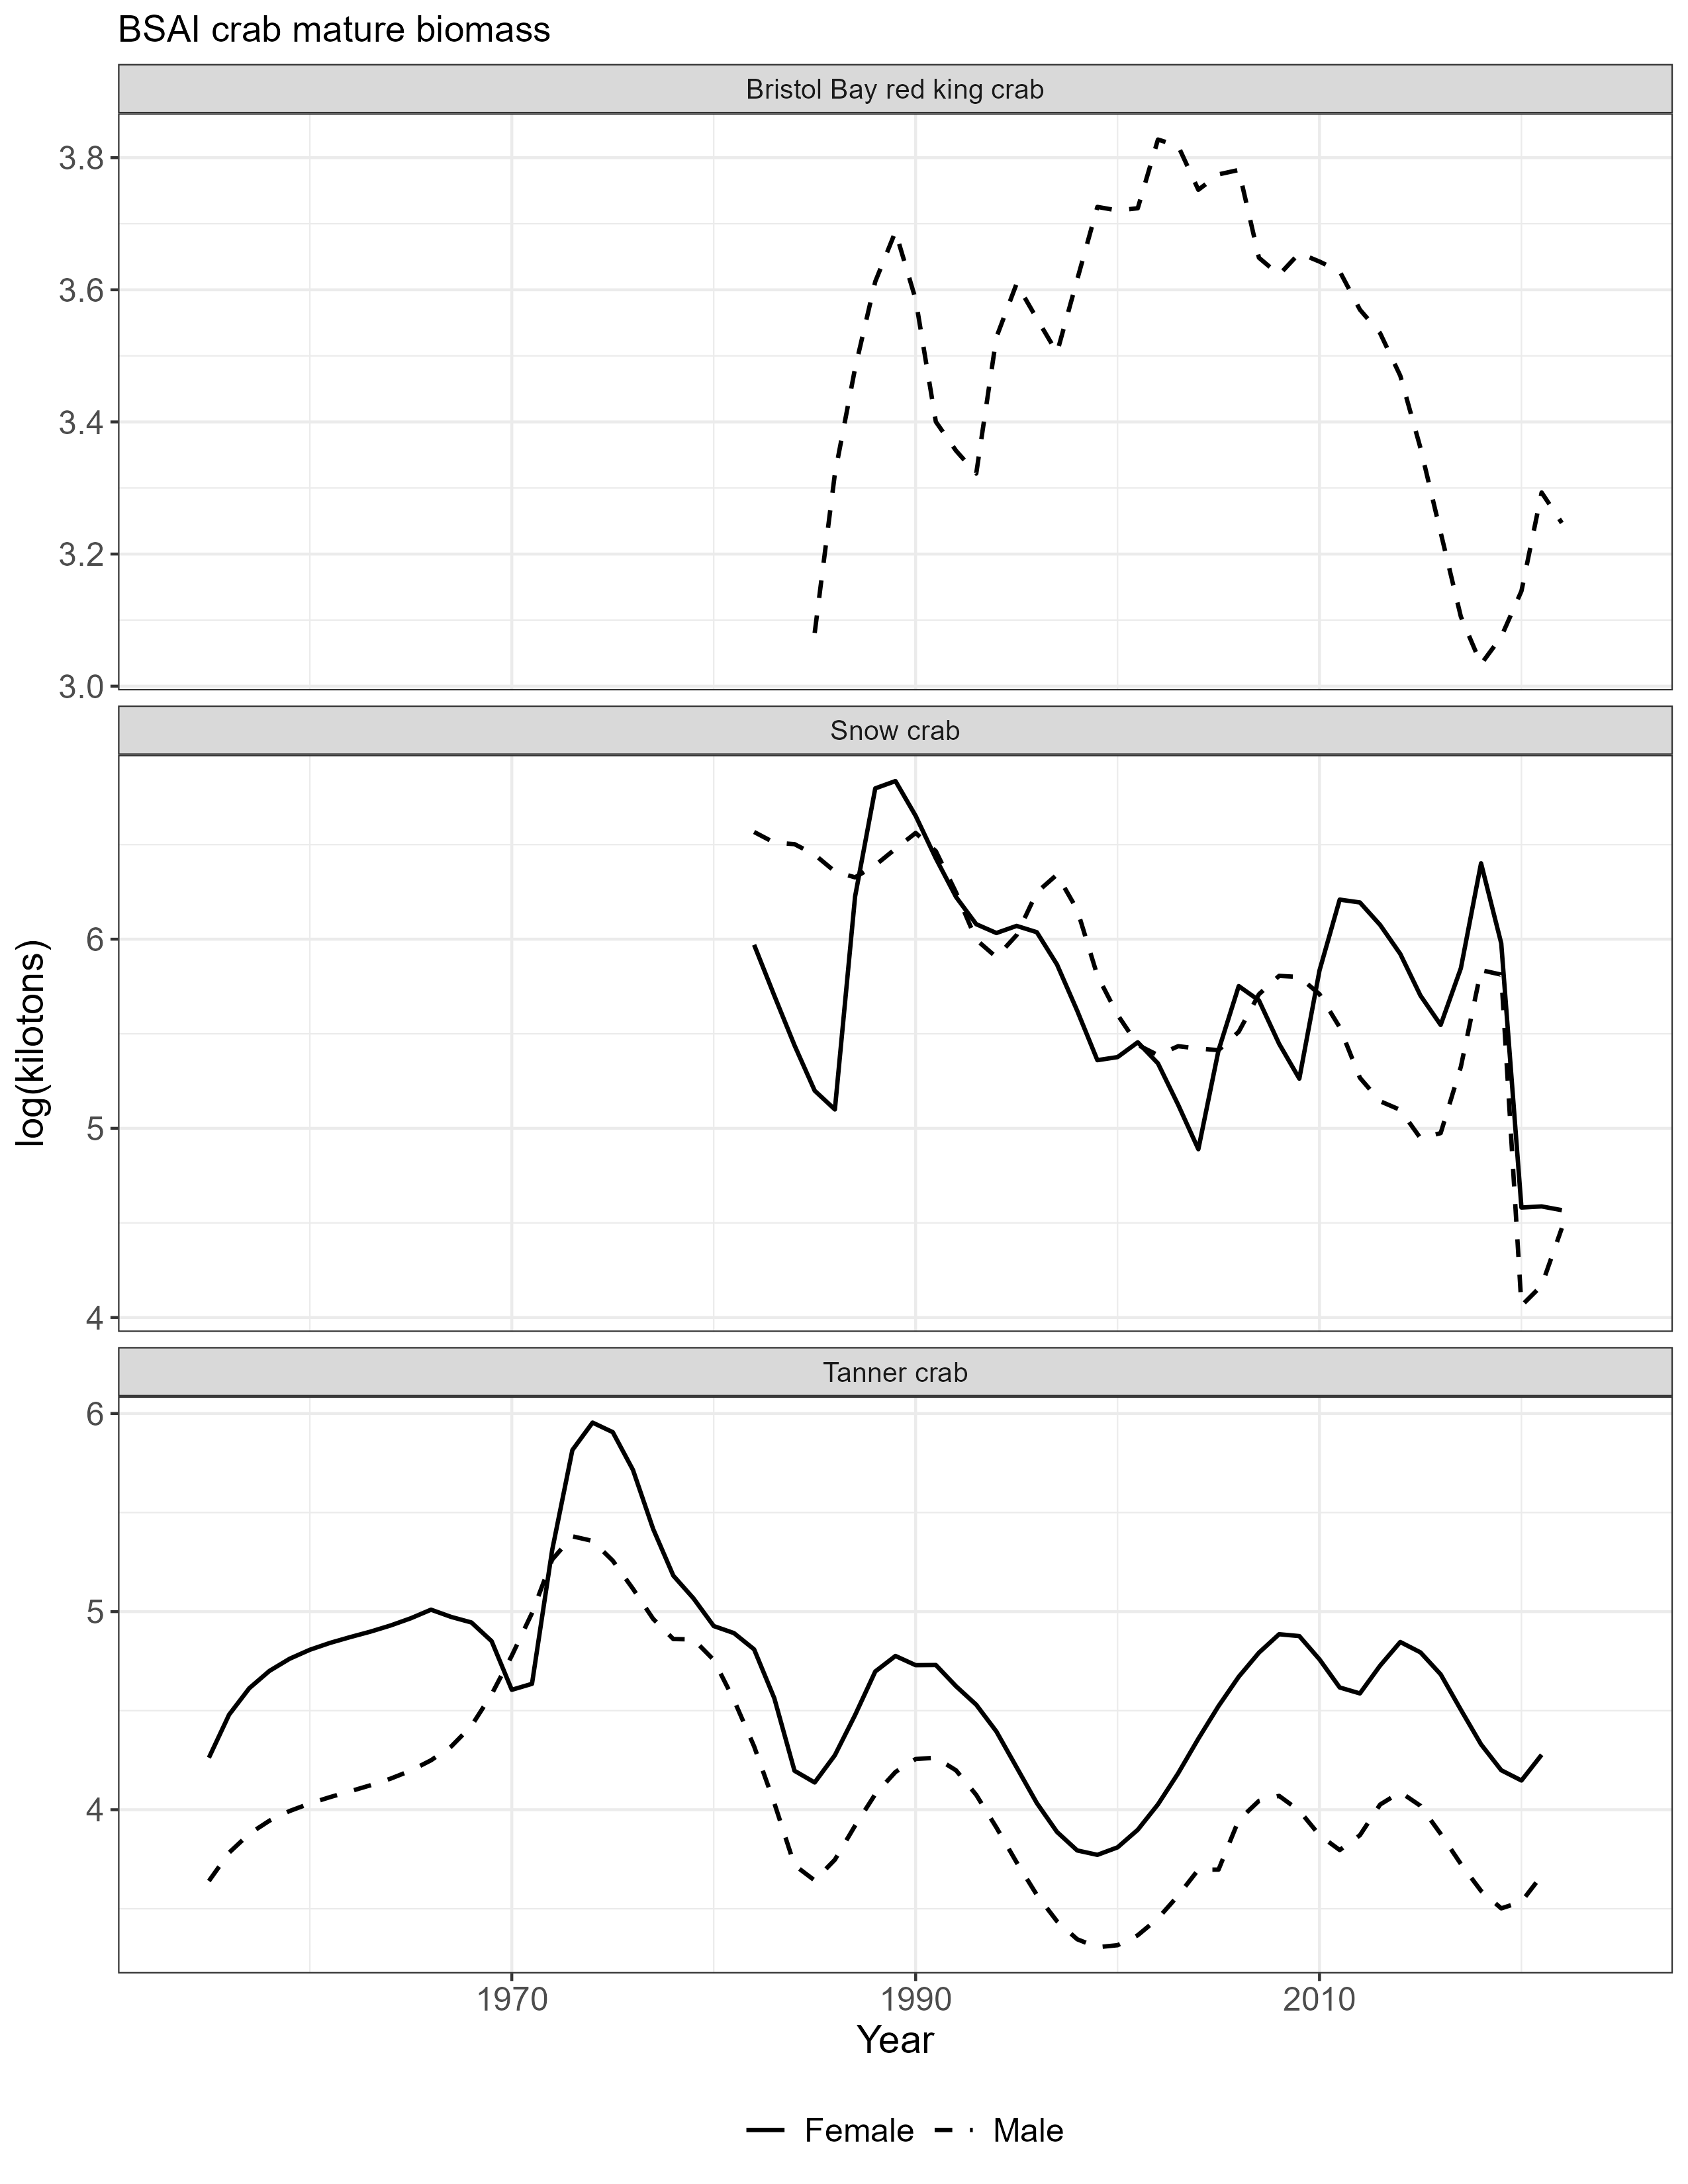 BSAI crab mature biomass
Bristol Bay red king crab
3.8
3.6
3.4
3.2
3.0
Snow crab
6
5
4
log(kilotons)
Tanner crab
6
5
4
1970 1990 2010
Year
Female Male